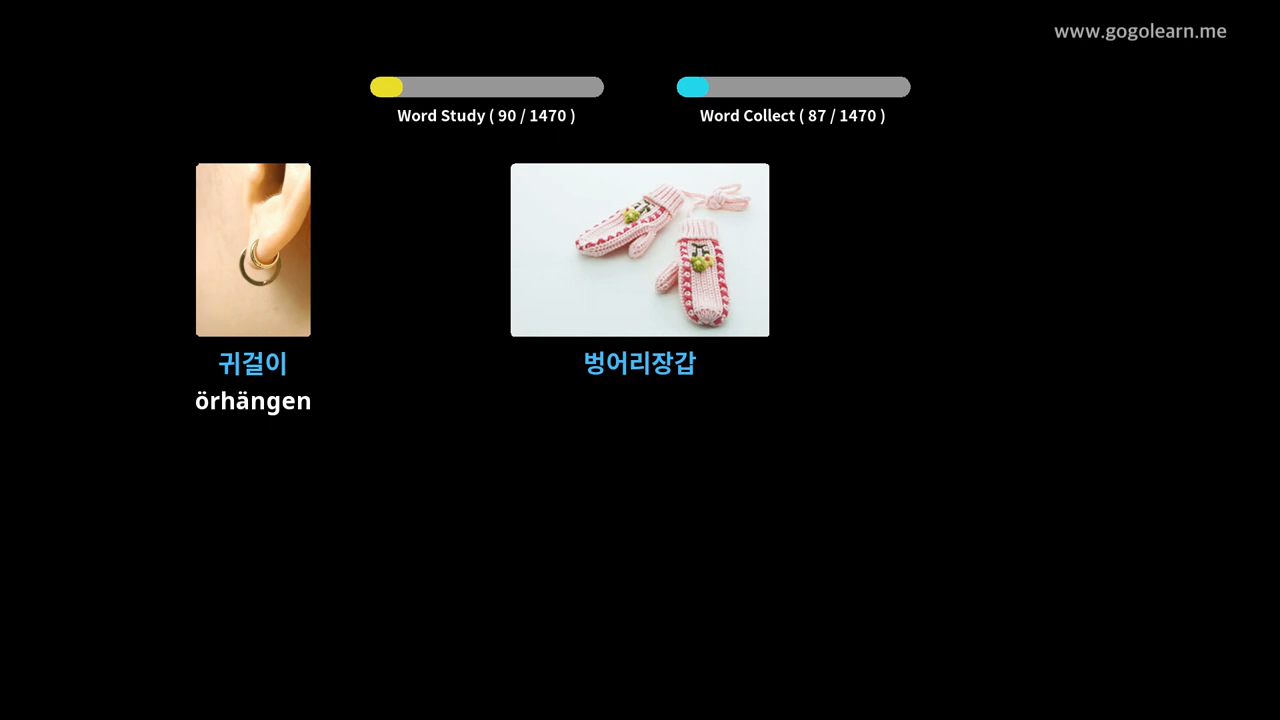 www.gogolearn.me
Word Study ( 90 / 1470 )
Word Collect ( 87 / 1470 )
귀걸이
örhängen
벙어리장갑